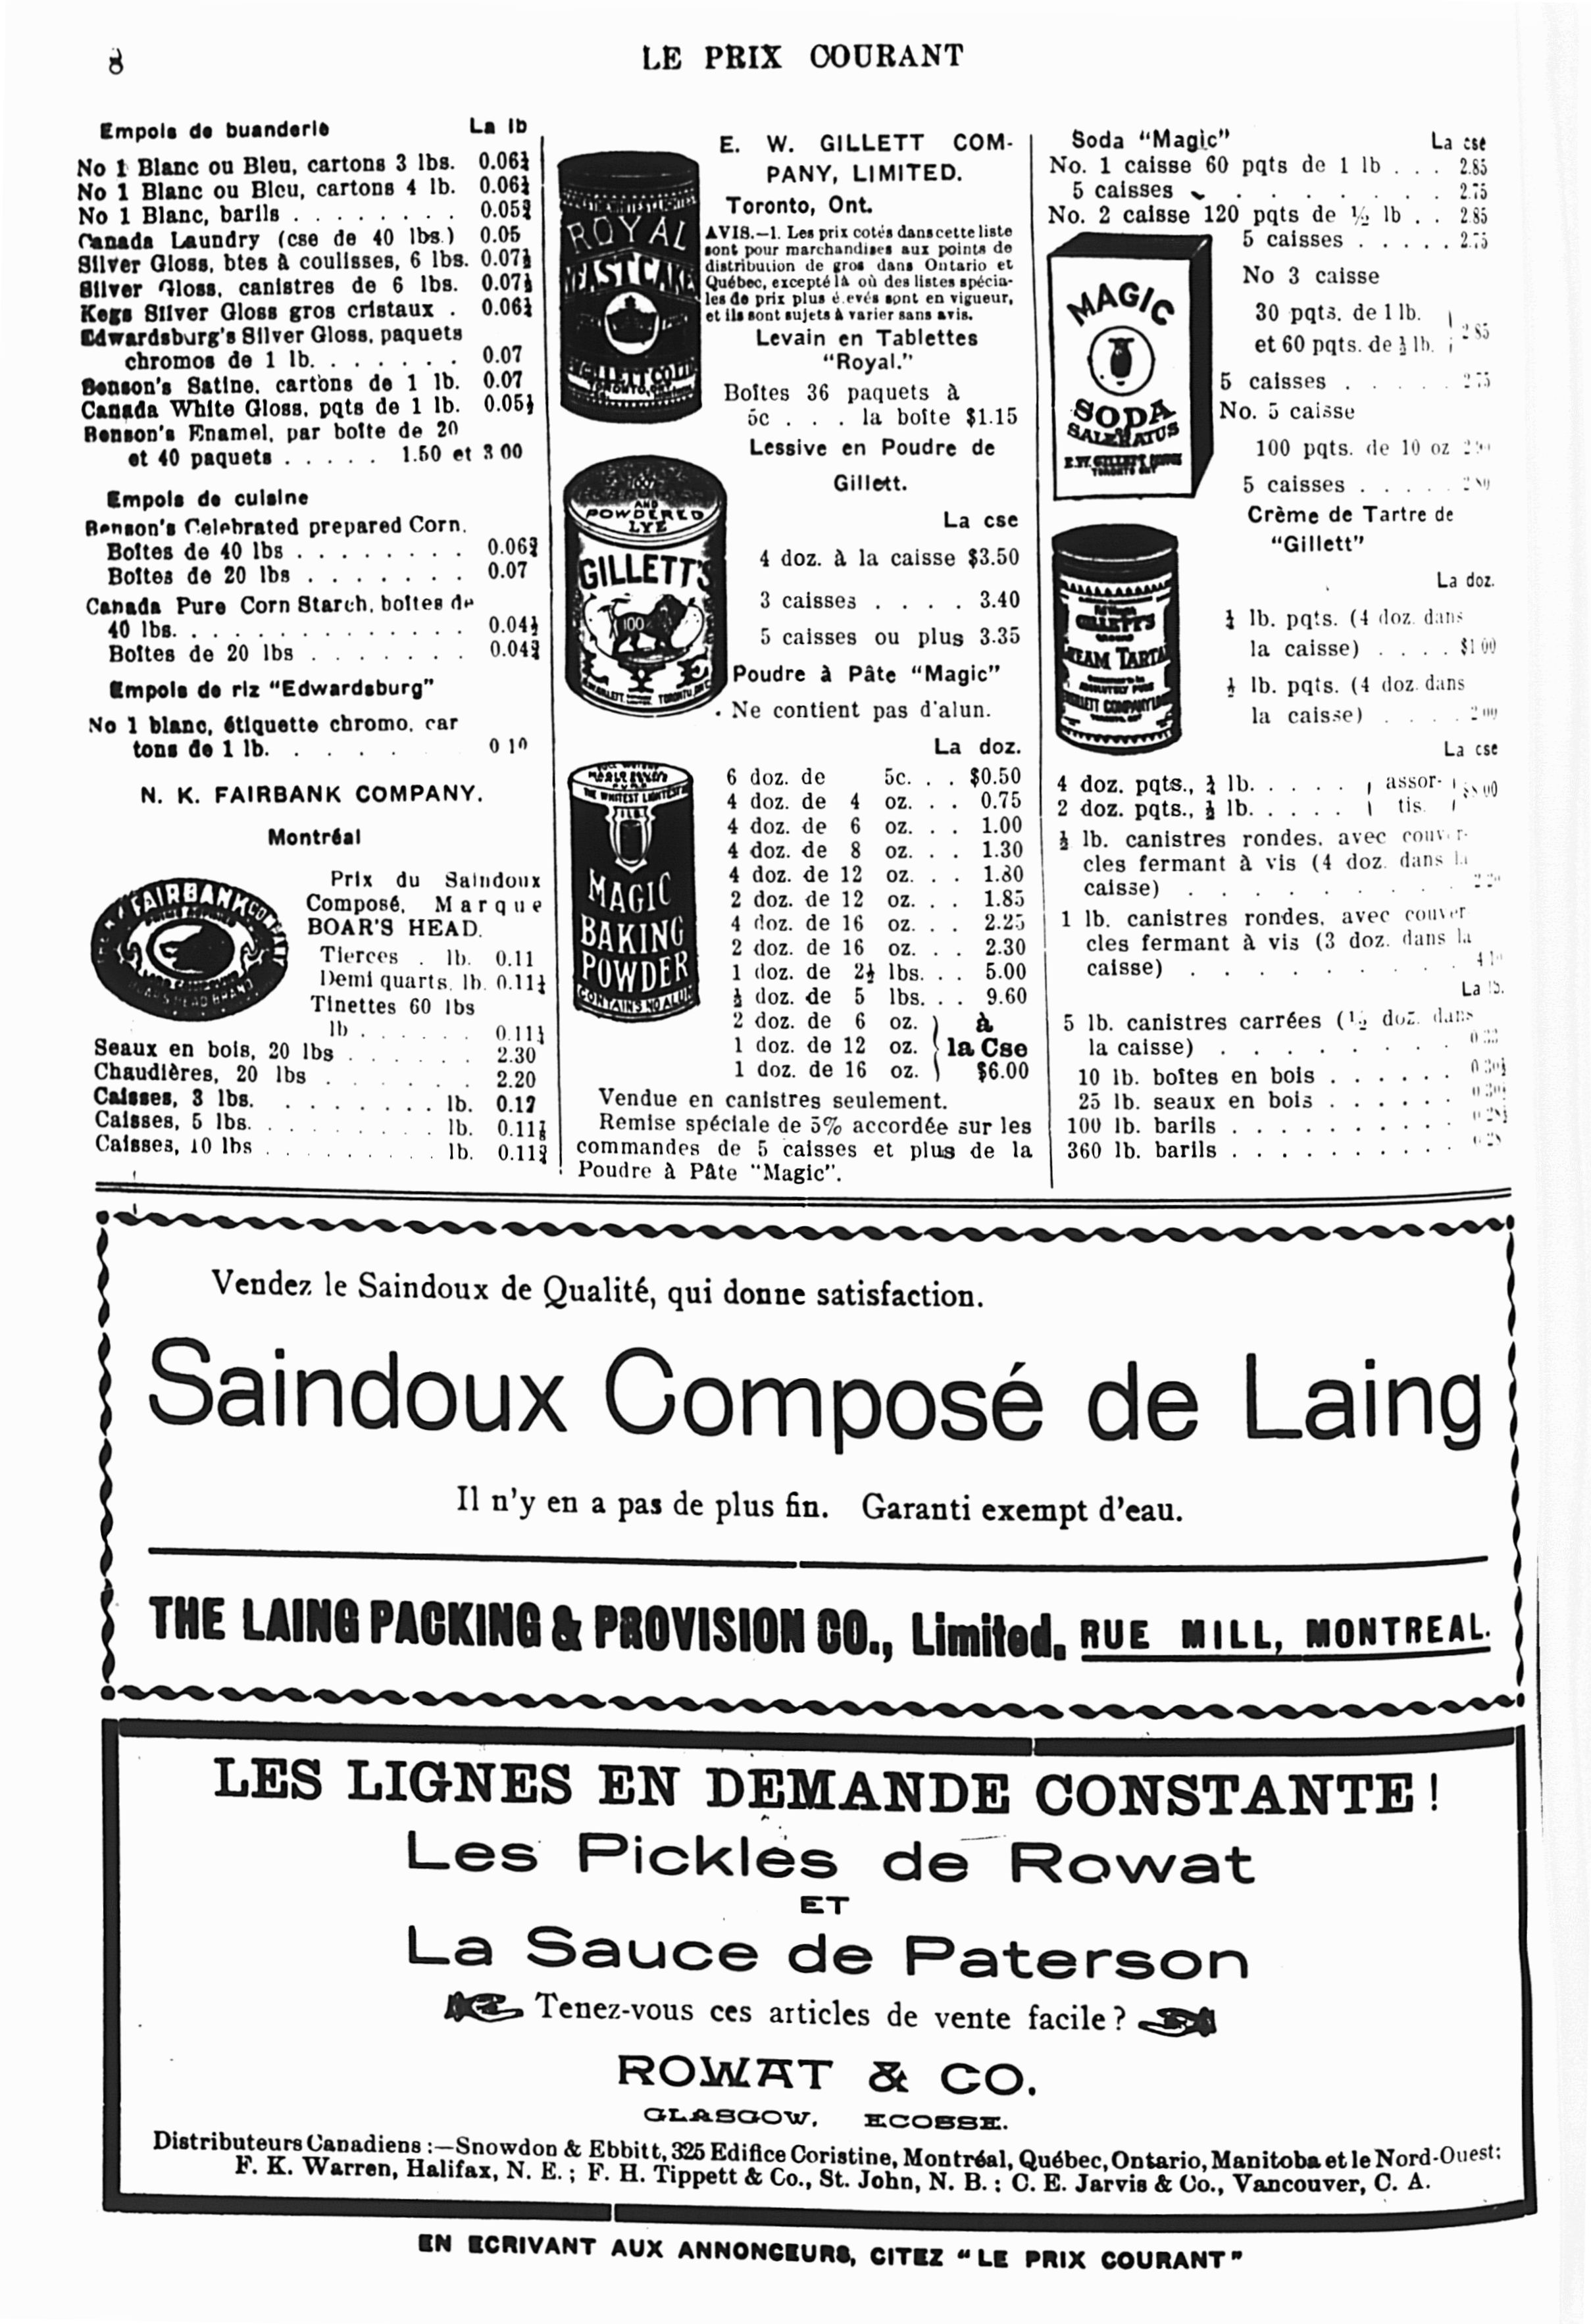 8
LE PRIX COURANT
Empois de buanderie La lb
No 1 Blanc ou Bleu, cartons 3 lbs. 0.06¾
No 1 Blanc ou Bleu, cartons 4 lb. 0.06¾
No 1 Blanc, barils . . . . . . . . 0.05¾
Canada Laundry (cse de 40 lbs.) 0.05
Silver Gloss, btes à coulisses, 6 lbs. 0.07¾
Silver Gloss, canistres de 6 lbs. 0.07¾
Kegs Silver Gloss gros cristaux . 0.06¾
Edwardsburg's Silver Gloss, paquets
chromos de 1 lb. . . . . . . 0.07
Benson's Satine, cartons de 1 lb. 0.07
Canada White Gloss, pqts de 1 lb. 0.05½
Benson's Enamel, par boîte de 20
et 40 paquets . . . . . 1.50 et 3 00
Empois de cuisine
Benson's Celebrated prepared Corn.
Boîtes de 40 lbs . . . . . . . . 0.06¾
Boîtes de 20 lbs . . . . . . . 0.07
Canada Pure Corn Starch, boîtes de
40 lbs. . . . . . . . . . . . . 0.04½
Boîtes de 20 lbs . . . . . . . 0.04¾
Empois de riz "Edwardsburg"
No 1 blanc, étiquette chromo, car
tons de 1 lb. . . . . 0 10
N. K. FAIRBANK COMPANY.
Montréal
FAIRBANK
Prix du Saindoux
Composé, Marque
BOAR'S HEAD.
Tierces . lb. 0.11
Demi quarts. lb. 0.11¼
Tinettes 60 lbs
lb . . . . . . 0.11½
Seaux en bois, 20 lbs . . . . . . 2.30
Chaudières, 20 lbs . . . . . . . 2.20
Caisses, 3 lbs. . . . . . . . lb. 0.12
Caisses, 5 lbs. . . . . . . . . lb. 0.11⅞
Caisses, 10 lbs . . . . . . . . . lb. 0.11¾
ROYAL
YEAST CAKES
E.W. GILLETT CO. LTD.
TORONTO, ONT.
E. W. GILLETT COM-
PANY, LIMITED.
Toronto, Ont.
AVIS.—1. Les prix cotés dans cette liste
sont pour marchandises aux points de
distribution de gros dans Ontario et
Québec, excepté là où des listes spécia-
les de prix plus élevés sont en vigueur,
et ils sont sujets à varier sans avis.
Levain en Tablettes
"Royal."
Boîtes 36 paquets à
5c . . . la boîte $1.15
Lessive en Poudre de
Gillett.
AND
POWDERED
LYE
GILLETT'S
100
La cse
4 doz. à la caisse $3.50
3 caisses . . . . 3.40
5 caisses ou plus 3.35
Poudre à Pâte "Magic"
Ne contient pas d'alun.
THE WHITEST LIGHTEST
MAGIC
BAKING
POWDER
CONTAINS NO ALUM
La doz.
6 doz. de 5c. . . $0.50
4 doz. de 4 oz. . . 0.75
4 doz. de 6 oz. . . 1.00
4 doz. de 8 oz. . . 1.30
4 doz. de 12 oz. . . 1.80
2 doz. de 12 oz. . . 1.85
4 doz. de 16 oz. . . 2.25
2 doz. de 16 oz. . . 2.30
1 doz. de 2½ lbs. . . 5.00
½ doz. de 5 lbs. . . 9.60
2 doz. de 6 oz. } à
1 doz. de 12 oz. } la Cse
1 doz. de 16 oz. } $6.00
Vendue en canistres seulement.
Remise spéciale de 5% accordée sur les
commandes de 5 caisses et plus de la
Poudre à Pâte "Magic".
Soda "Magic" La cse
No. 1 caisse 60 pqts de 1 lb . . . 2.85
5 caisses . . . . . . . . 2.75
No. 2 caisse 120 pqts de ½ lb . . 2.85
5 caisses . . . . . 2.75
MAGIC
SODA
SALERATUS
No 3 caisse
30 pqts. de 1 lb.
et 60 pqts. de ½ lb. 2 85
5 caisses . . . . . 2 75
No. 5 caisse
100 pqts. de 10 oz
5 caisses . . . . . 2 80
Crème de Tartre de
"Gillett"
GILLETT'S
CREAM TARTAR
ABSOLUTELY PURE
La doz.
¼ lb. pqts. (4 doz. dans
la caisse) . . . . $1 00
½ lb. pqts. (4 doz. dans
la caisse) . . . . 2 00
La cse
4 doz. pqts., ¼ lb. . . . . . } assor-
2 doz. pqts., ½ lb. . . . . . } tis. $8 00
½ lb. canistres rondes, avec couver-
cles fermant à vis (4 doz. dans la
caisse) . . . . . . . . .
1 lb. canistres rondes, avec couver
cles fermant à vis (3 doz. dans la
caisse) . . . . . . . . .
La lb.
5 lb. canistres carrées (½ doz. dans
la caisse) . . . . . . . .
10 lb. boîtes en bois . . . . . .
25 lb. seaux en bois . . . . . .
100 lb. barils . . . . . . . . . .
360 lb. barils . . . . . . . . . .
Vendez le Saindoux de Qualité, qui donne satisfaction.
Saindoux Composé de Laing
Il n'y en a pas de plus fin. Garanti exempt d'eau.
THE LAING PACKING & PROVISION CO., Limited, RUE MILL, MONTREAL.
LES LIGNES EN DEMANDE CONSTANTE !
Les Pickles de Rowat
ET
La Sauce de Paterson
Tenez-vous ces articles de vente facile ?
ROWAT & CO.
GLASGOW, ECOSSE.
Distributeurs Canadiens :—Snowdon & Ebbitt, 325 Edifice Coristine, Montréal, Québec, Ontario, Manitoba et le Nord-Ouest;
F. K. Warren, Halifax, N. E. ; F. H. Tippett & Co., St. John, N. B. ; C. E. Jarvis & Co., Vancouver, C. A.
EN ECRIVANT AUX ANNONCEURS, CITEZ "LE PRIX COURANT"